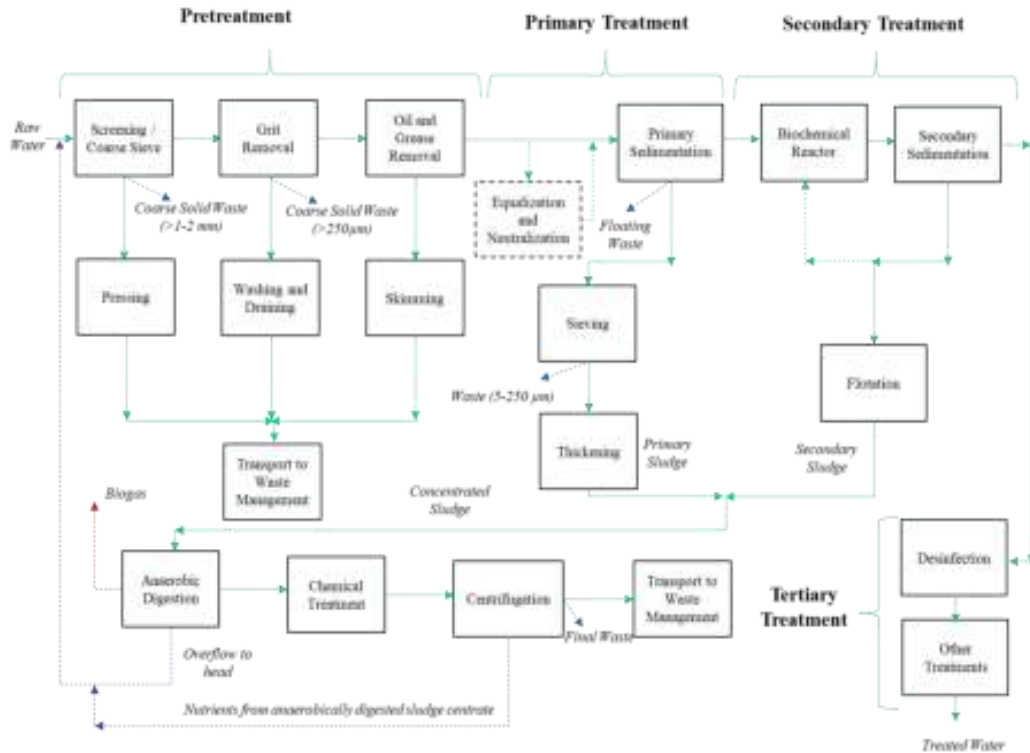 Pretreatment
Primary Treatment
Secondary Treatment
Raw
Water
Screening /
Coarse Sieve
Grit
Removal
Oil and
Grease
Removal
Primary
Sedimentation
Biochemical
Reactor
Secondary
Sedimentation
Coarse Solid Waste
(>1-2 mm)
Coarse Solid Waste
(>250μm)
Equalization
and
Neutralization
Floating
Waste
Pressing
Washing and
Draining
Skimming
Sieving
Flotation
Waste (5-250 μm)
Transport to
Waste
Management
Thickening
Primary
Sludge
Secondary
Sludge
Biogas
Concentrated
Sludge
Anaerobic
Digestion
Chemical
Treatment
Centrifugation
Transport to
Waste
Management
Final Waste
Desinfection
Tertiary
Treatment
Other
Treatments
Overflow to
head
Nutrients from anaerobically digested sludge centrate
Treated Water